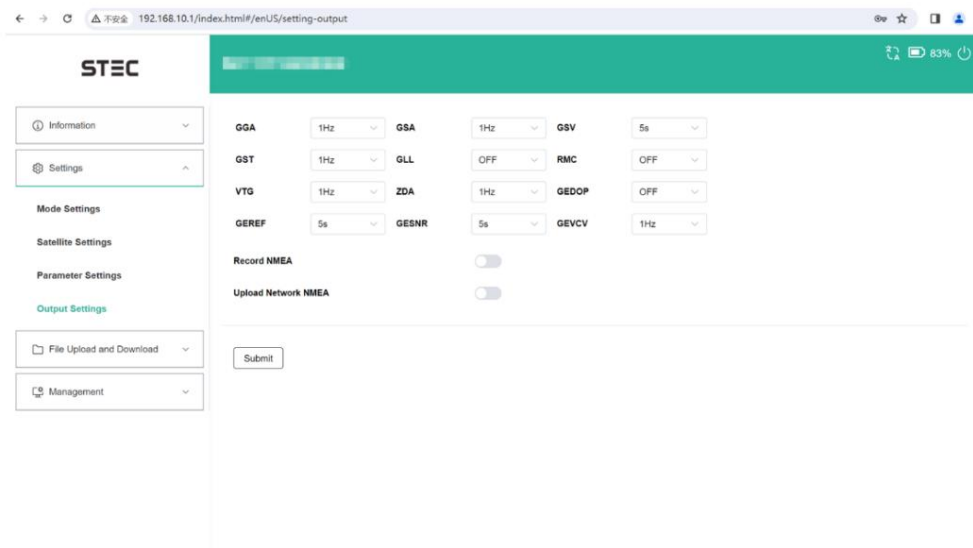 不安全 192.168.10.1/index.html#/enUS/setting-output
STEC
83%
Information
Settings
Mode Settings
Satellite Settings
Parameter Settings
Output Settings
File Upload and Download
Management
GGA 1Hz GSA 1Hz GSV 5s
GST 1Hz GLL OFF RMC OFF
VTG 1Hz ZDA 1Hz GEDOP OFF
GEREF 5s GESNR 5s GEVCV 1Hz
Record NMEA
Upload Network NMEA
Submit